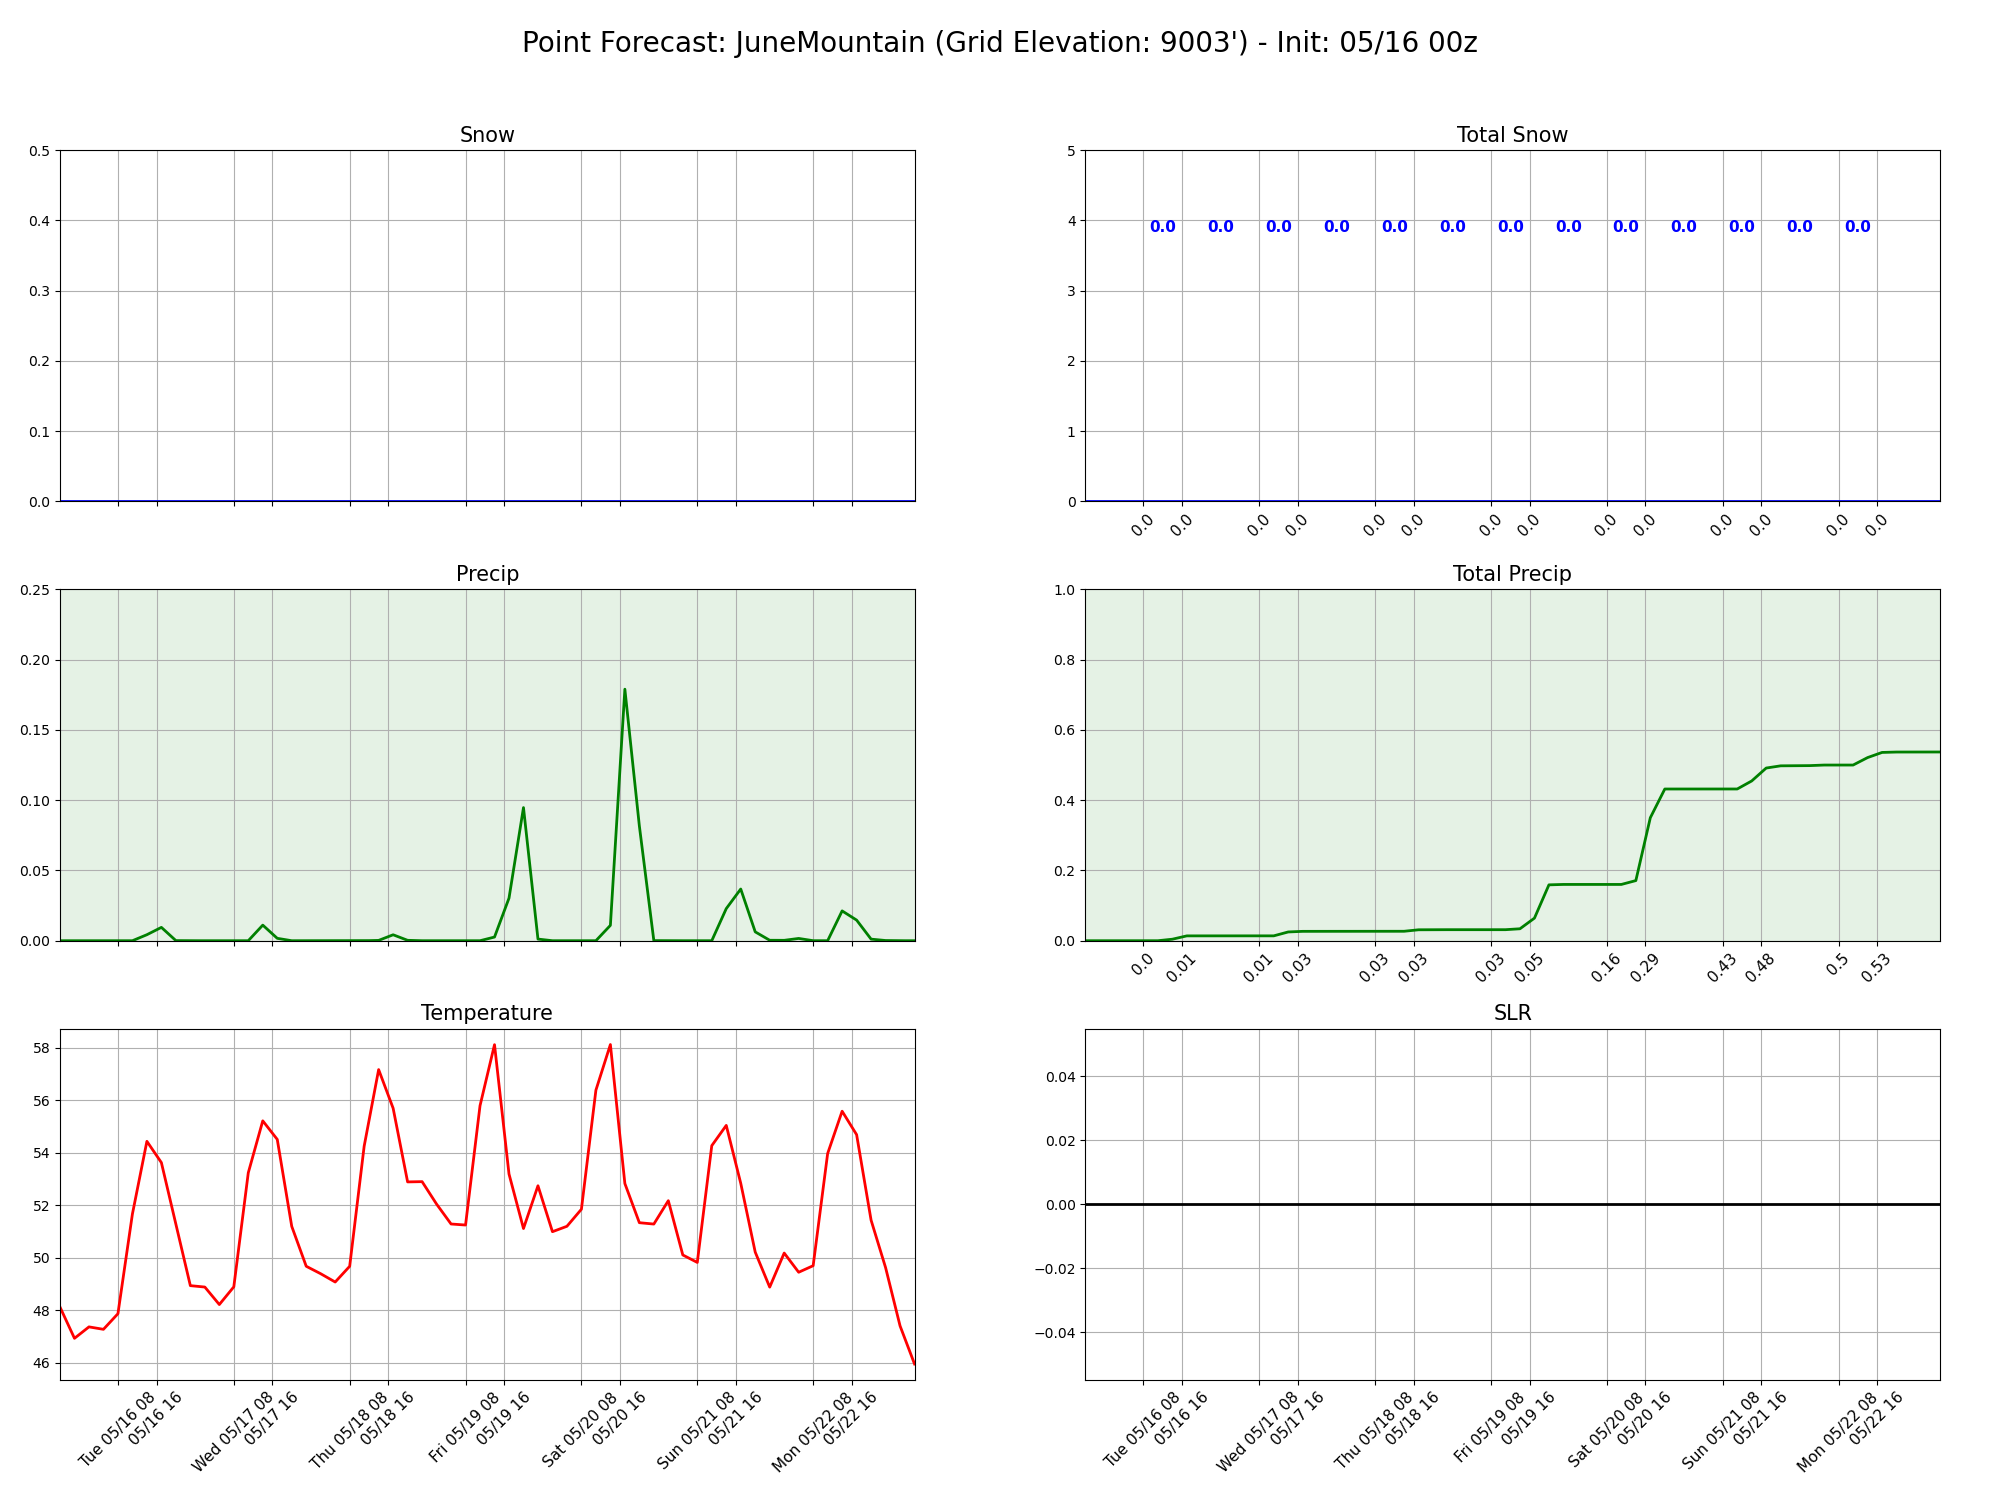 Point Forecast: JuneMountain (Grid Elevation: 9003') - Init: 05/16 00z
Snow
0.5
0.4
0.3
0.2
0.1
0.0
Total Snow
5
4
3
2
1
0
0.0 0.0 0.0 0.0 0.0 0.0 0.0 0.0 0.0 0.0 0.0 0.0 0.0
0.0 0.0 0.0 0.0 0.0 0.0 0.0 0.0 0.0 0.0 0.0 0.0 0.0 0.0
Precip
0.25
0.20
0.15
0.10
0.05
0.00
Total Precip
1.0
0.8
0.6
0.4
0.2
0.0
0.0 0.01 0.01 0.03 0.03 0.03 0.03 0.05 0.16 0.29 0.43 0.48 0.5 0.53
Temperature
58
56
54
52
50
48
46
Tue 05/16 08
05/16 16
Wed 05/17 08
05/17 16
Thu 05/18 08
05/18 16
Fri 05/19 08
05/19 16
Sat 05/20 08
05/20 16
Sun 05/21 08
05/21 16
Mon 05/22 08
05/22 16
SLR
0.04
0.02
0.00
−0.02
−0.04
Tue 05/16 08
05/16 16
Wed 05/17 08
05/17 16
Thu 05/18 08
05/18 16
Fri 05/19 08
05/19 16
Sat 05/20 08
05/20 16
Sun 05/21 08
05/21 16
Mon 05/22 08
05/22 16